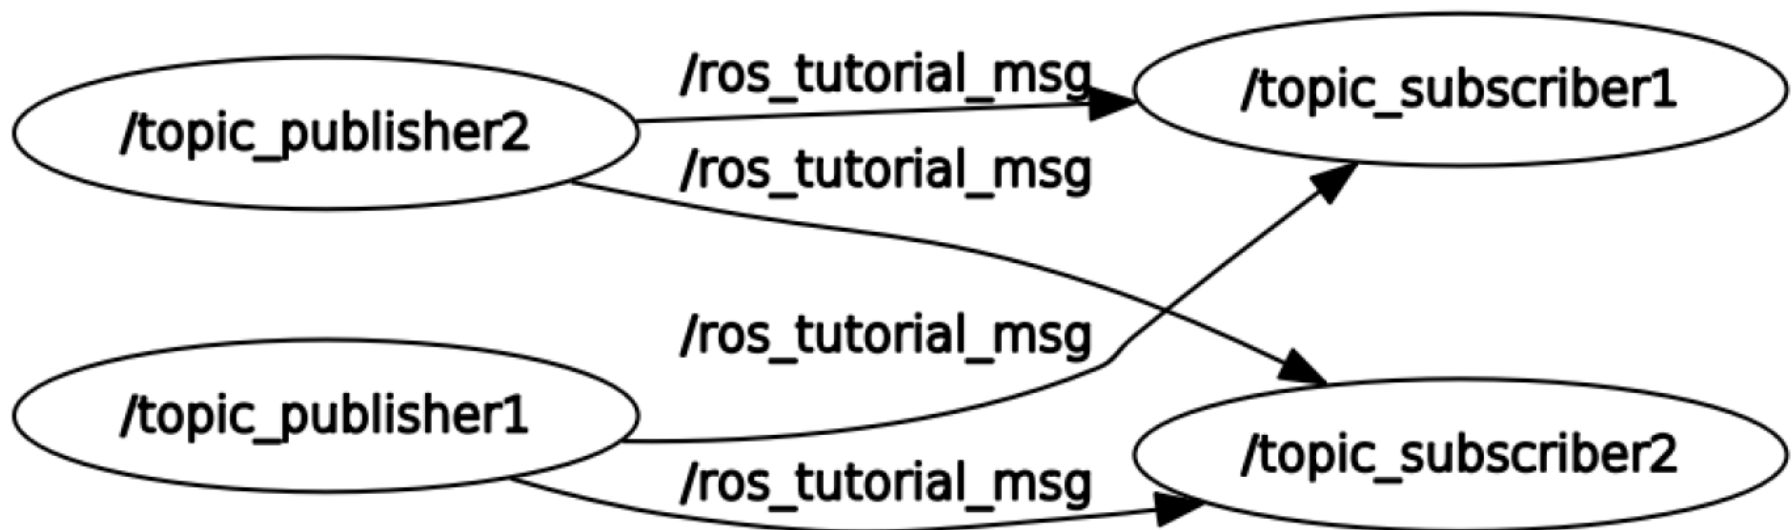 /ros_tutorial_msg
/topic_subscriber1
/topic_publisher2
/ros_tutorial_msg
/ros_tutorial_msg
/topic_publisher1
/topic_subscriber2
/ros_tutorial_msg